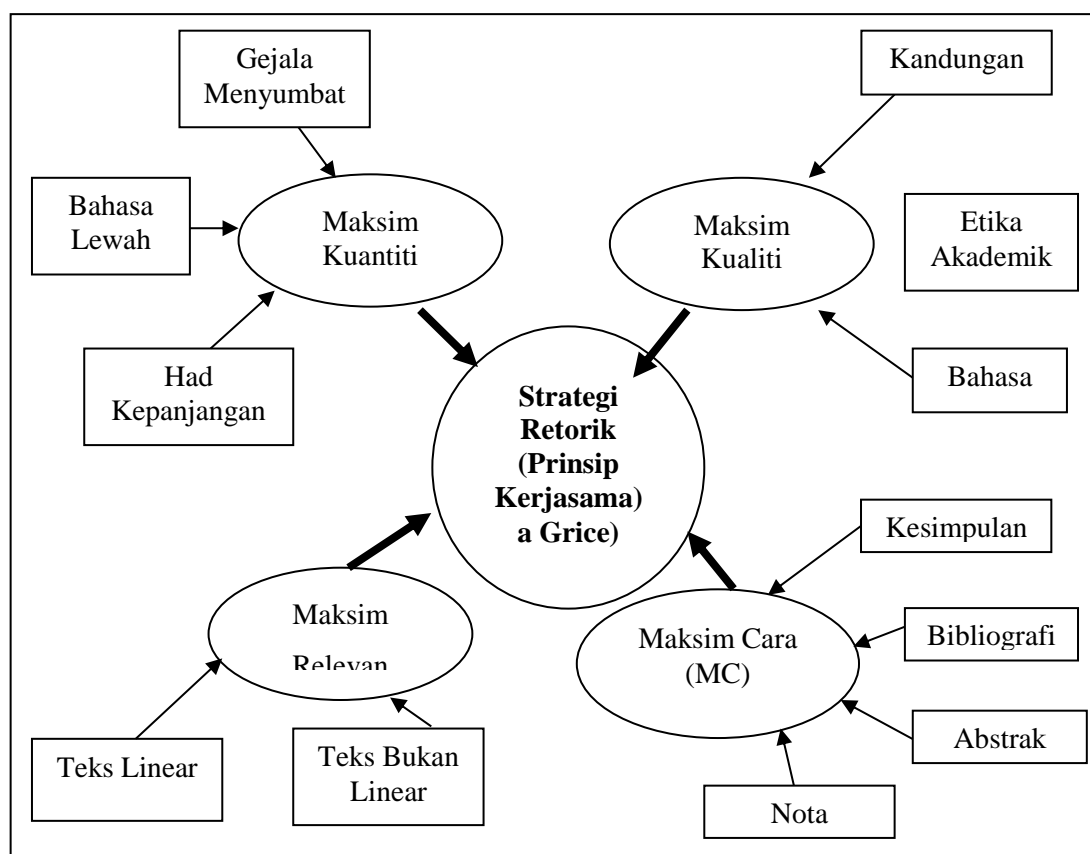 Gejala
Menyumbat
Kandungan
Bahasa
Lewah
Maksim
Kuantiti
Maksim
Kualiti
Etika
Akademik
Had
Kepanjangan
Bahasa
Strategi
Retorik
(Prinsip
Kerjasama)
a Grice)
Kesimpulan
Maksim
Relevan
Maksim Cara
(MC)
Bibliografi
Teks Linear
Teks Bukan
Linear
Abstrak
Nota